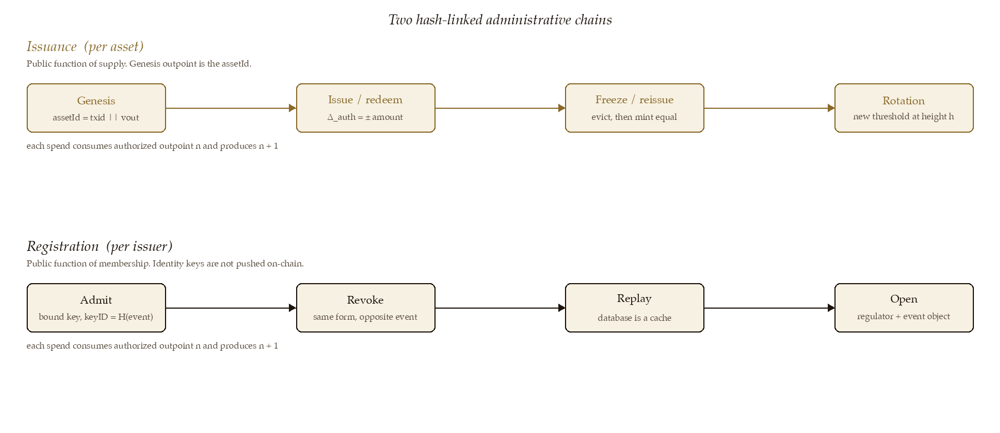 Two hash-linked administrative chains
Issuance (per asset)
Public function of supply. Genesis outpoint is the assetId.
Genesis
assetId = txid || vout
Issue / redeem
Δ_auth = ± amount
Freeze / reissue
evict, then mint equal
Rotation
new threshold at height h
each spend consumes authorized outpoint n and produces n + 1
Registration (per issuer)
Public function of membership. Identity keys are not pushed on-chain.
Admit
bound key, keyID = H(event)
Revoke
same form, opposite event
Replay
database is a cache
Open
regulator + event object
each spend consumes authorized outpoint n and produces n + 1